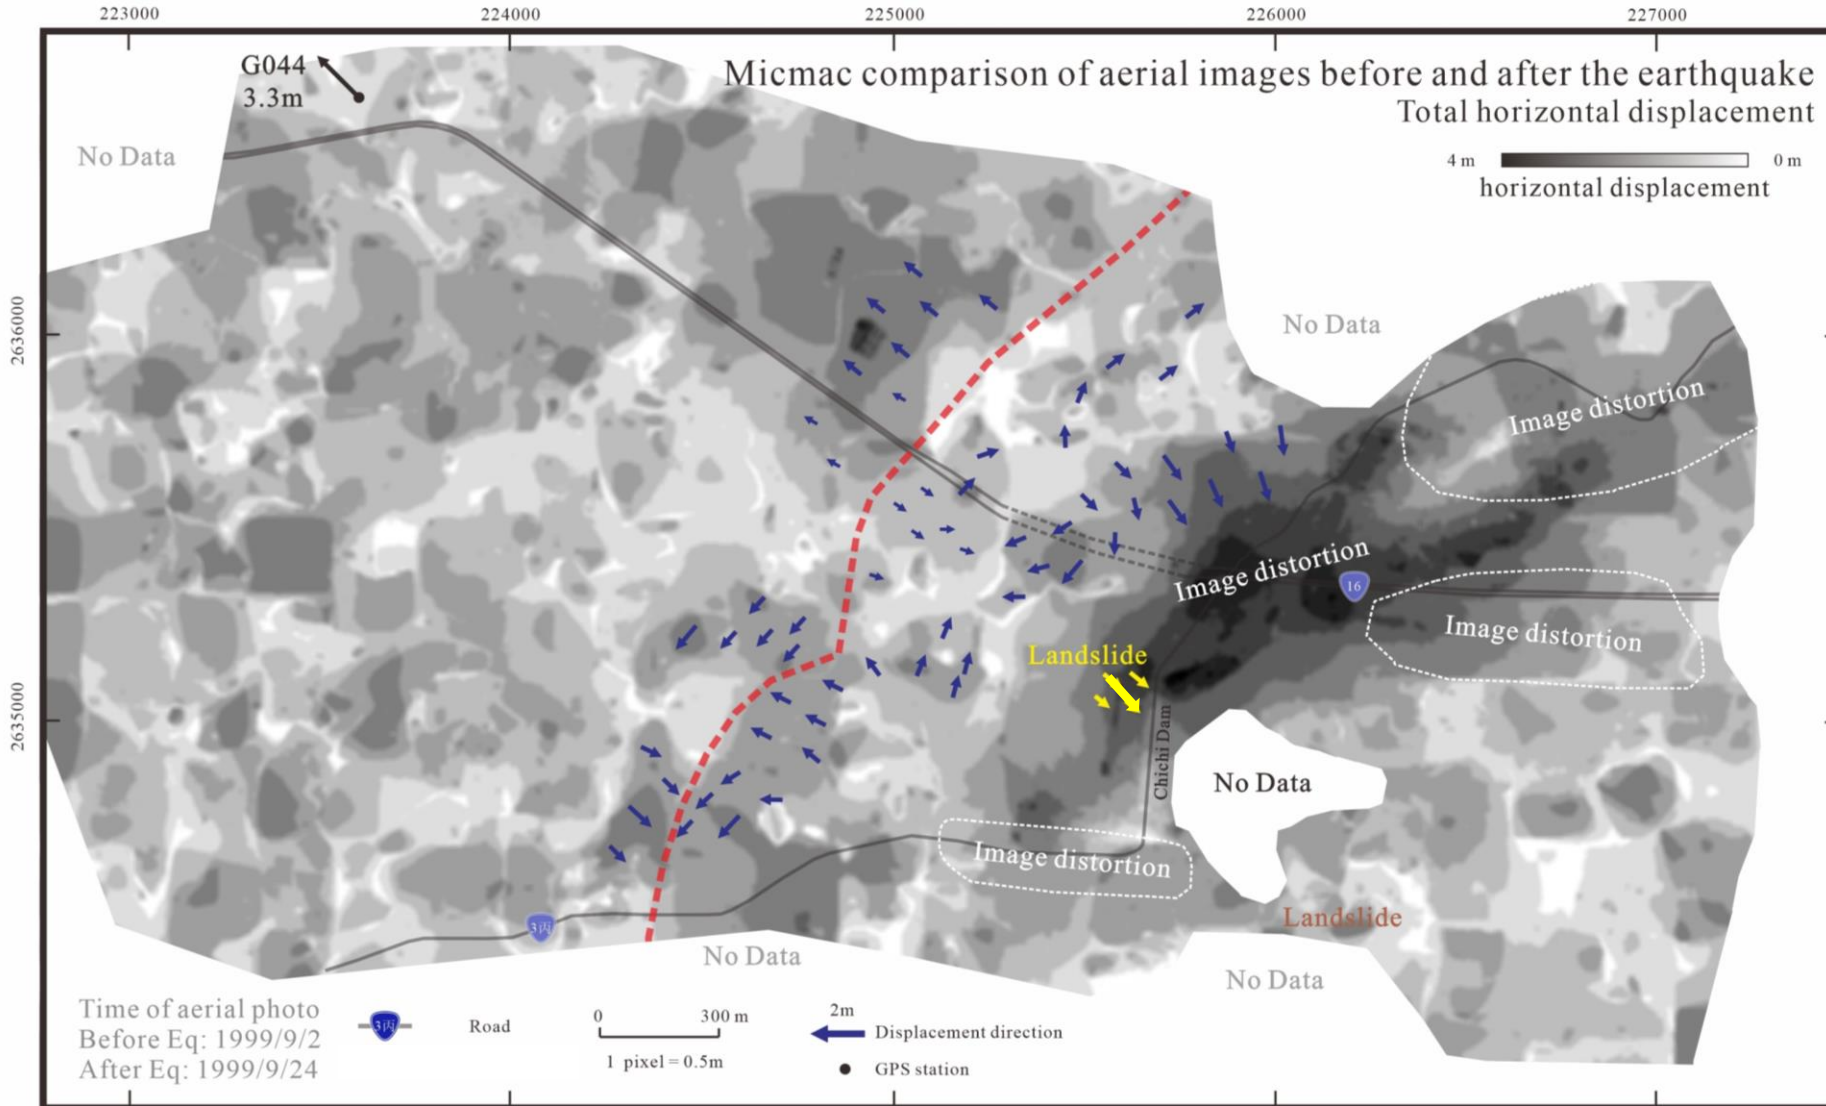 223000
224000
225000
226000
227000
G044
3.3m
Micmac comparison of aerial images before and after the earthquake
Total horizontal displacement
4 m
0 m
horizontal displacement
No Data
2636000
No Data
Image distortion
Image distortion
16
Image distortion
Landslide
2635000
Chichi Dam
No Data
Image distortion
Landslide
3丙
No Data
No Data
Time of aerial photo
Before Eq: 1999/9/2
After Eq: 1999/9/24
3丙
Road
0
300 m
1 pixel = 0.5m
2m
Displacement direction
GPS station